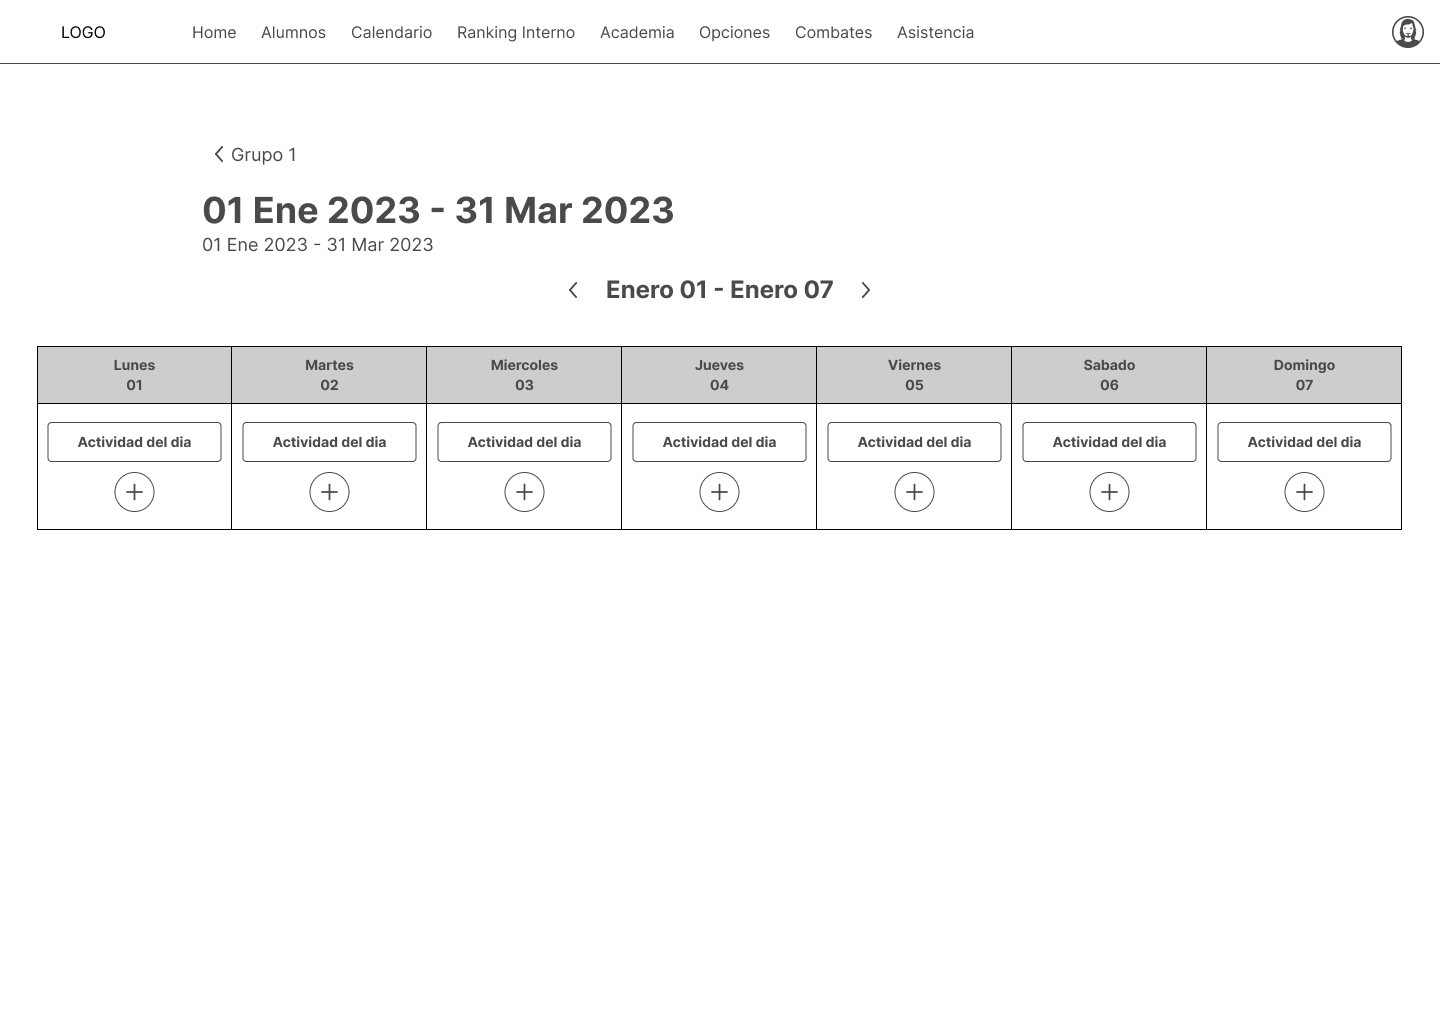 LOGO Home Alumnos Calendario Ranking Interno Academia Opciones Combates Asistencia
Grupo 1
01 Ene 2023 - 31 Mar 2023
01 Ene 2023 - 31 Mar 2023
Enero 01 - Enero 07
Lunes Martes Miercoles Jueves Viernes Sabado Domingo
01 02 03 04 05 06 07
Actividad del dia Actividad del dia Actividad del dia Actividad del dia Actividad del dia Actividad del dia Actividad del dia